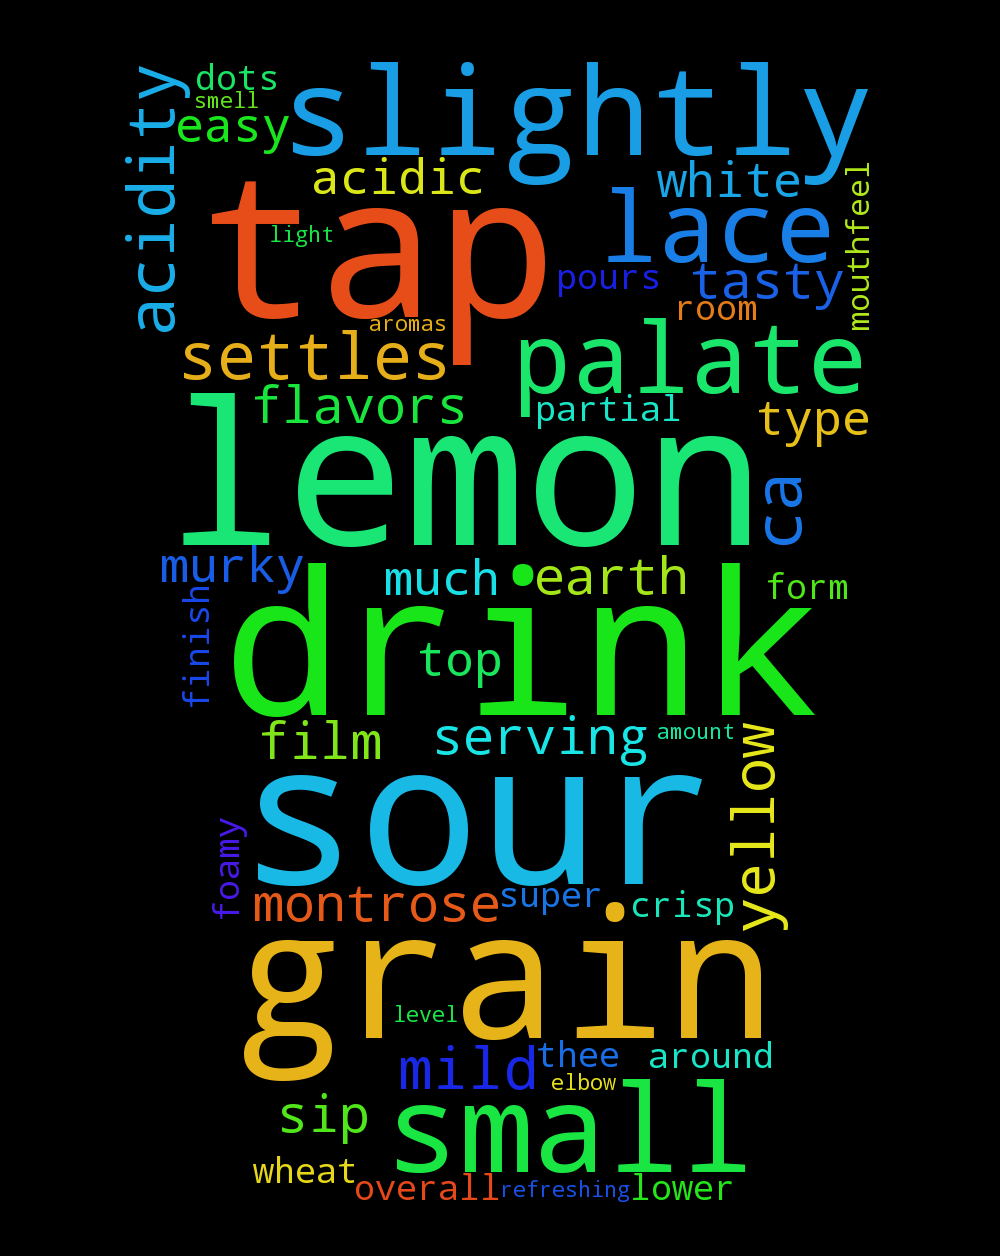 slightly
dots
smell
easy
acidity
acidic
white
tap
light
lace
mouthfeel
pours
tasty
room
aromas
settles
palate
flavors
partial
type
lemon
ca
murky
much
earth
form
finish
drink
top
film
serving
amount
yellow
sour
foamy
montrose
super
crisp
grain
level
mild
thee
around
elbow
sip
small
wheat
overall
refreshing
lower